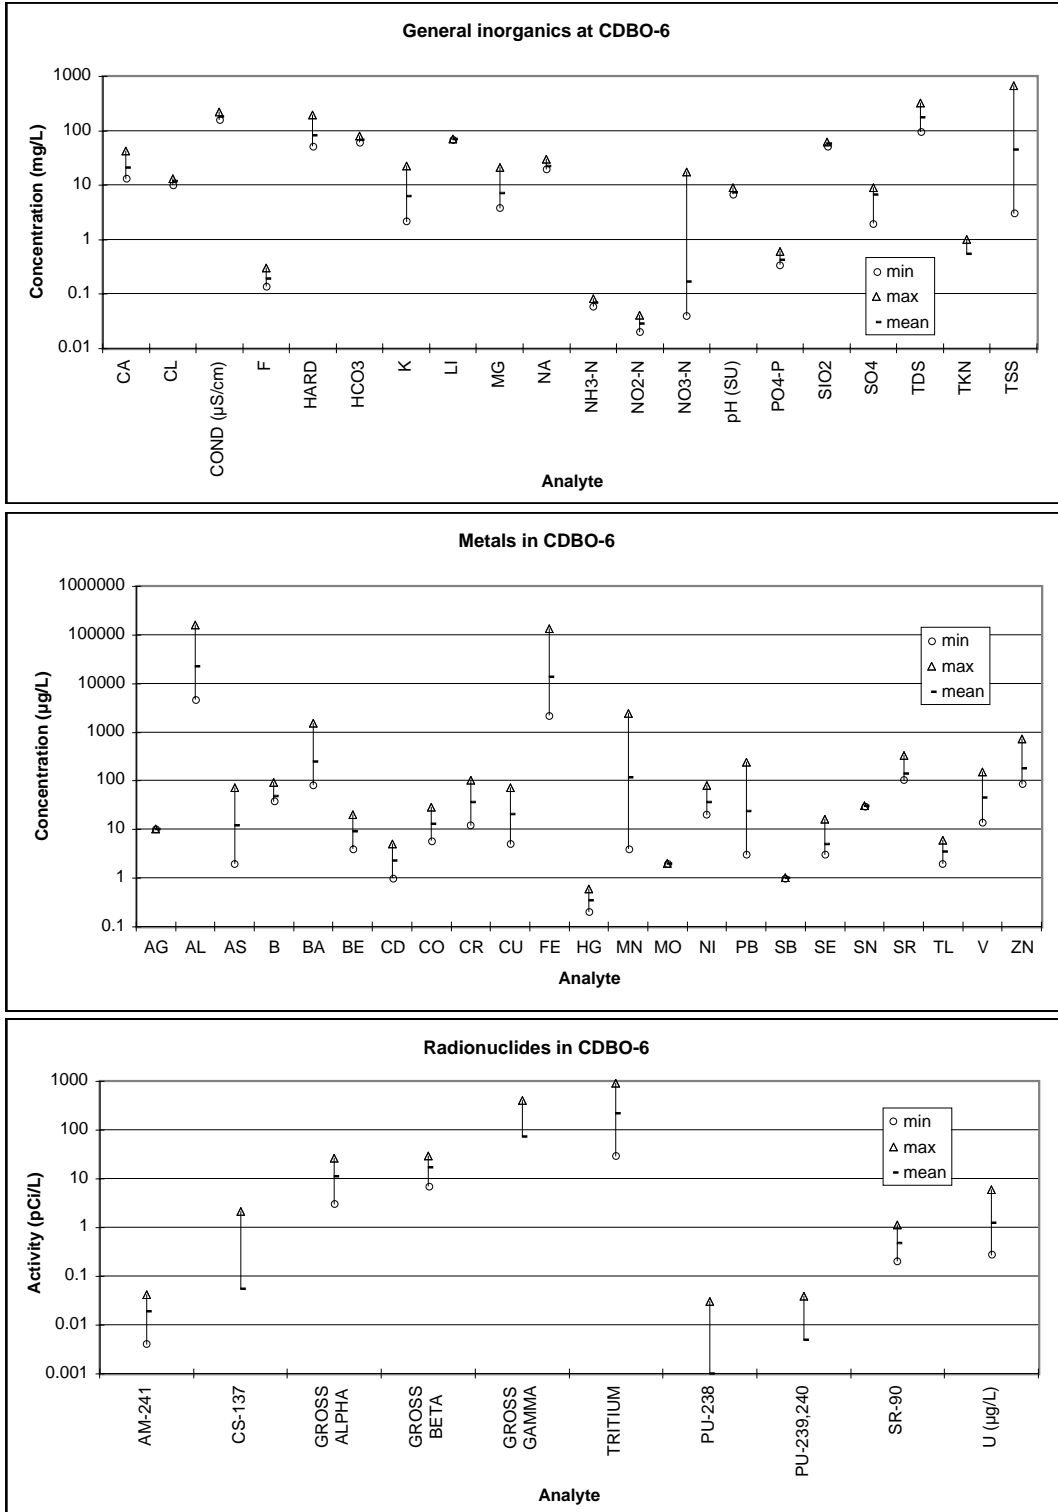 General inorganics at CDBO-6
Concentration (mg/L)
1000
100
10
1
0.1
0.01
min
max
mean
CA
CL
COND (µS/cm)
F
HARD
HCO3
K
LI
MG
NA
NH3-N
NO2-N
NO3-N
pH (SU)
PO4-P
SIO2
SO4
TDS
TKN
TSS
Analyte
Metals in CDBO-6
Concentration (µg/L)
1000000
100000
10000
1000
100
10
1
0.1
min
max
mean
AG AL AS B BA BE CD CO CR CU FE HG MN MO NI PB SB SE SN SR TL V ZN
Analyte
Radionuclides in CDBO-6
Activity (pCi/L)
1000
100
10
1
0.1
0.01
0.001
min
max
mean
AM-241
CS-137
GROSS
ALPHA
GROSS
BETA
GROSS
GAMMA
TRITIUM
PU-238
PU-239,240
SR-90
U (µg/L)
Analyte